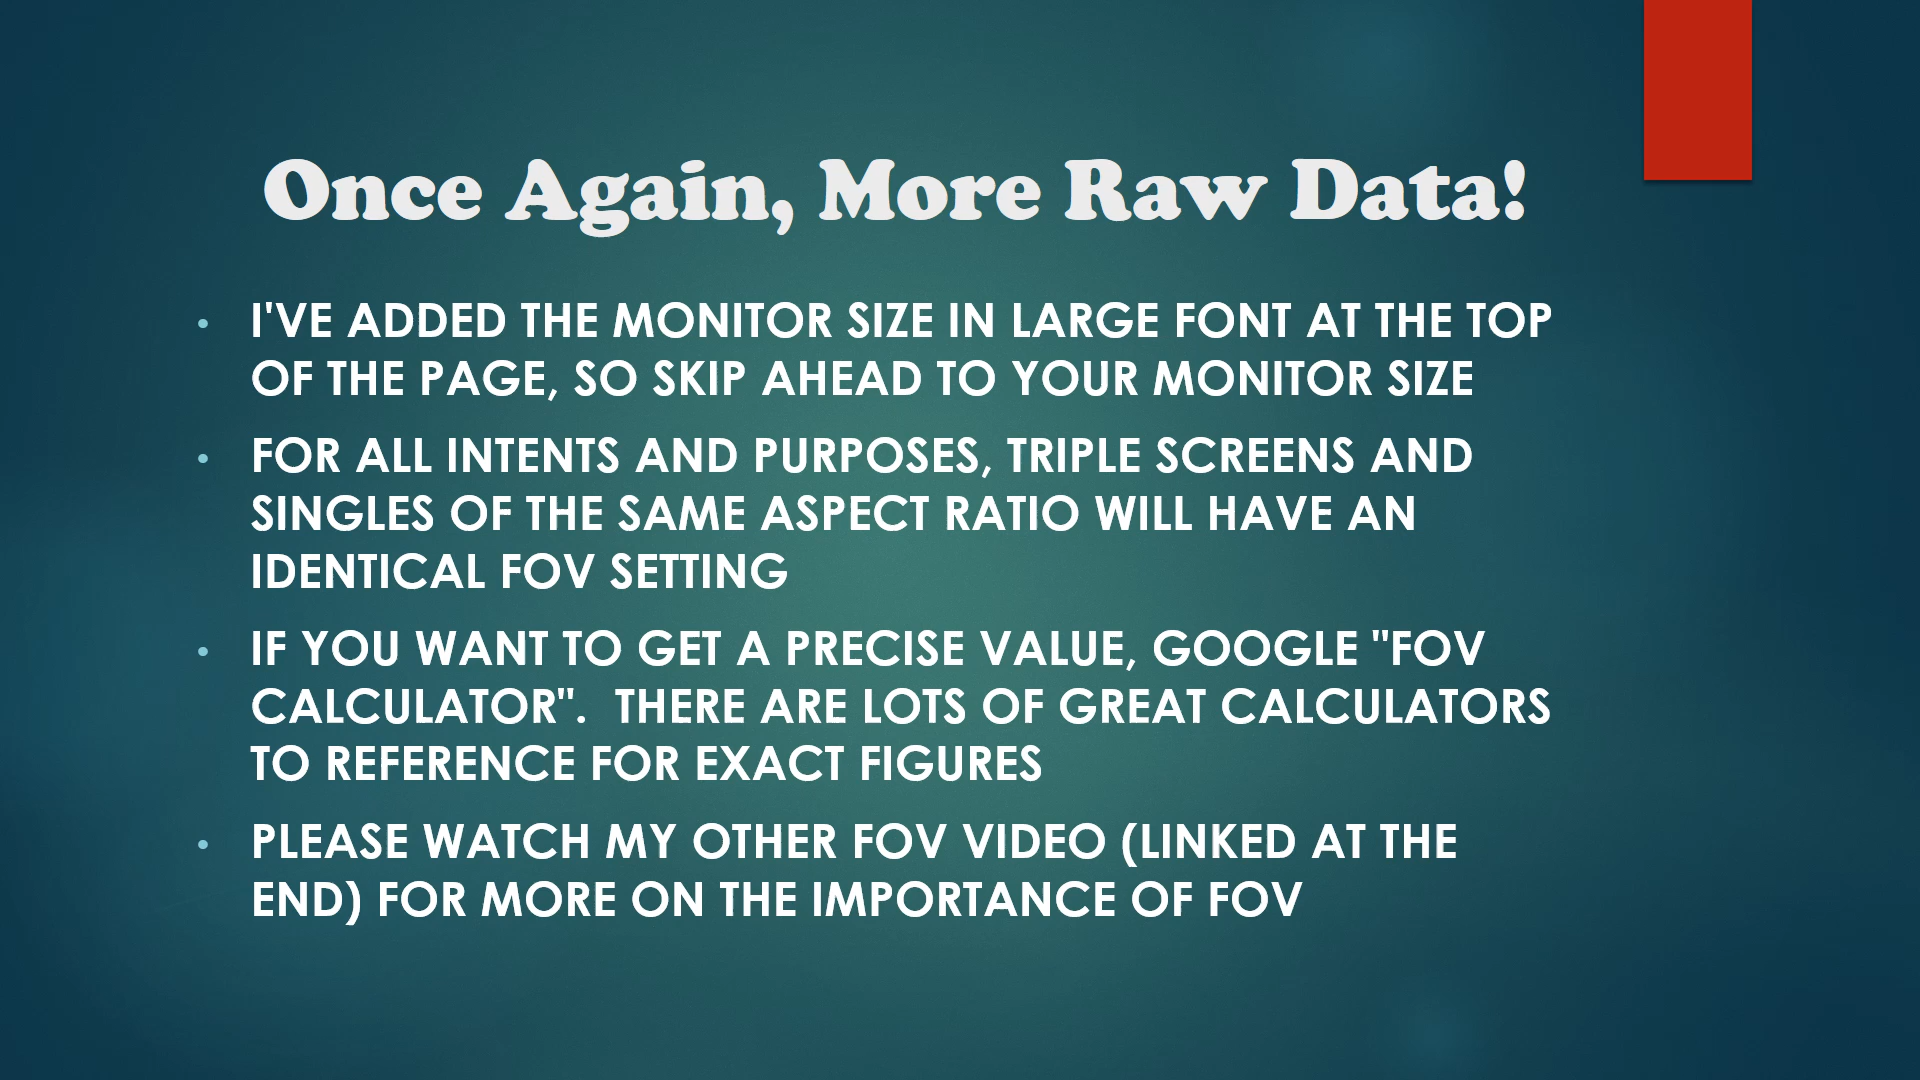 Once Again, More Raw Data!
• I'VE ADDED THE MONITOR SIZE IN LARGE FONT AT THE TOP
OF THE PAGE, SO SKIP AHEAD TO YOUR MONITOR SIZE
• FOR ALL INTENTS AND PURPOSES, TRIPLE SCREENS AND
SINGLES OF THE SAME ASPECT RATIO WILL HAVE AN
IDENTICAL FOV SETTING
• IF YOU WANT TO GET A PRECISE VALUE, GOOGLE "FOV
CALCULATOR".  THERE ARE LOTS OF GREAT CALCULATORS
TO REFERENCE FOR EXACT FIGURES
• PLEASE WATCH MY OTHER FOV VIDEO (LINKED AT THE
END) FOR MORE ON THE IMPORTANCE OF FOV